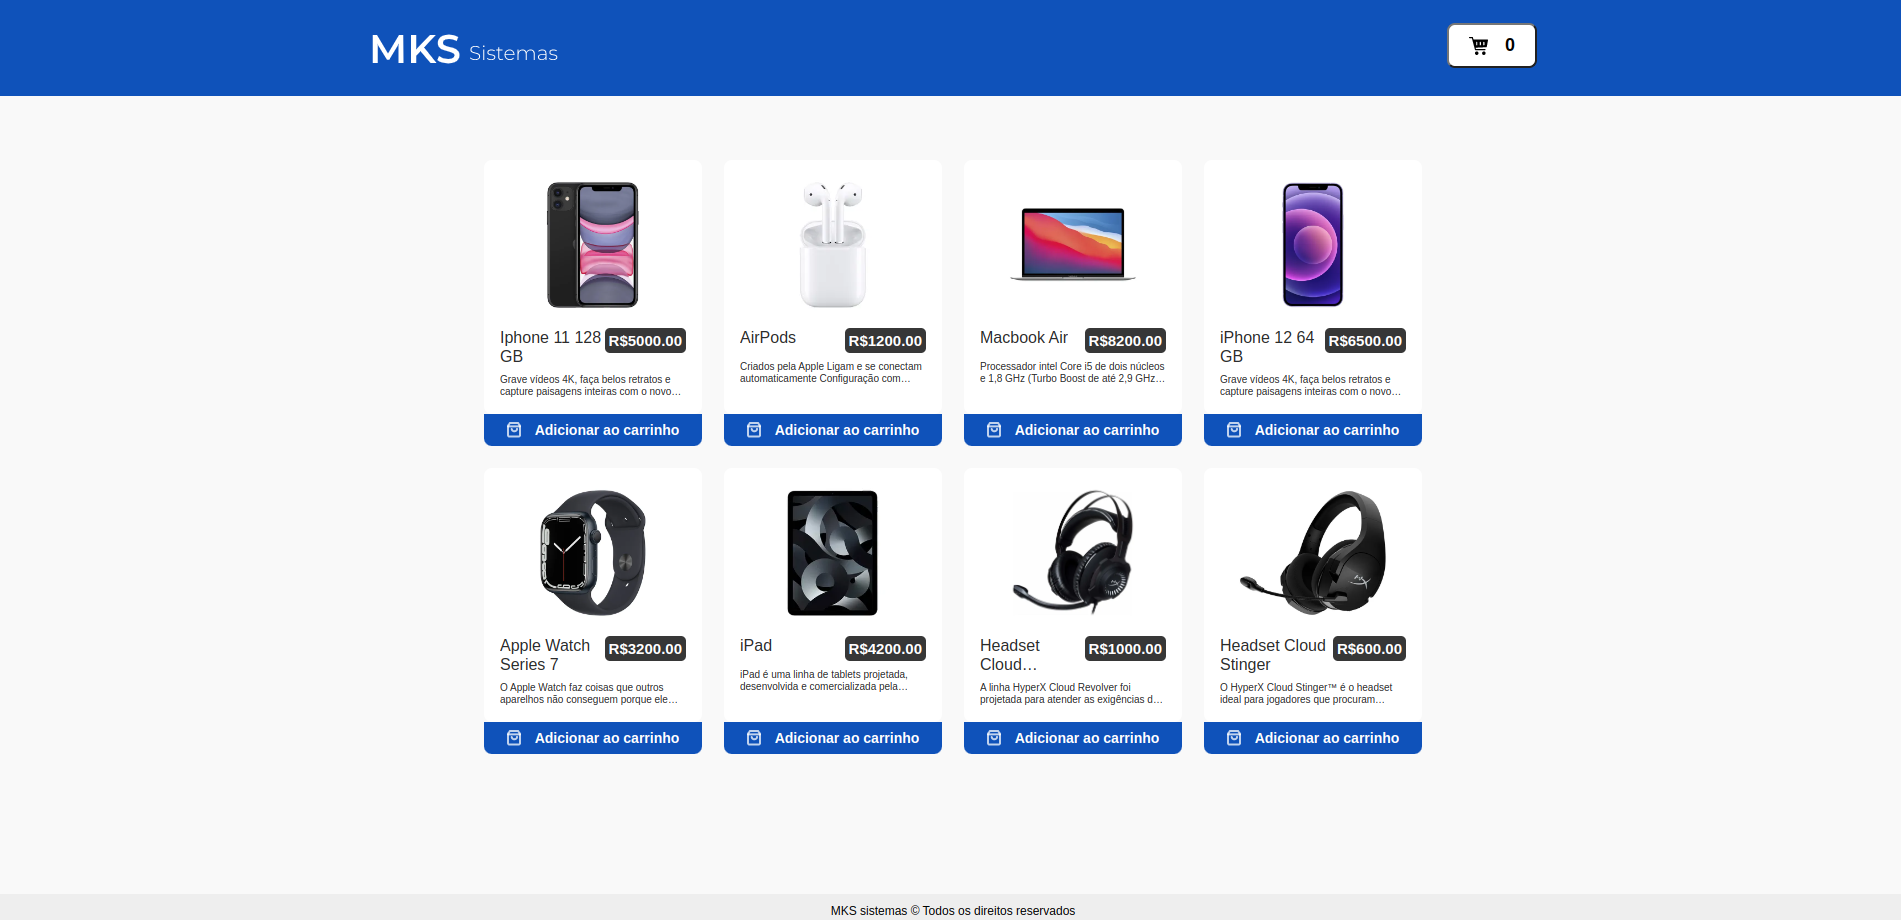 MKS Sistemas
0
Iphone 11 128
GB
R$5000.00
Grave vídeos 4K, faça belos retratos e
capture paisagens inteiras com o novo…
Adicionar ao carrinho
AirPods
R$1200.00
Criados pela Apple Ligam e se conectam
automaticamente Configuração com…
Adicionar ao carrinho
Macbook Air
R$8200.00
Processador intel Core i5 de dois núcleos
e 1,8 GHz (Turbo Boost de até 2,9 GHz…
Adicionar ao carrinho
iPhone 12 64
GB
R$6500.00
Grave vídeos 4K, faça belos retratos e
capture paisagens inteiras com o novo…
Adicionar ao carrinho
Apple Watch
Series 7
R$3200.00
O Apple Watch faz coisas que outros
aparelhos não conseguem porque ele…
Adicionar ao carrinho
iPad
R$4200.00
iPad é uma linha de tablets projetada,
desenvolvida e comercializada pela…
Adicionar ao carrinho
Headset
Cloud…
R$1000.00
A linha HyperX Cloud Revolver foi
projetada para atender as exigências d…
Adicionar ao carrinho
Headset Cloud
Stinger
R$600.00
O HyperX Cloud Stinger™ é o headset
ideal para jogadores que procuram…
Adicionar ao carrinho
MKS sistemas © Todos os direitos reservados